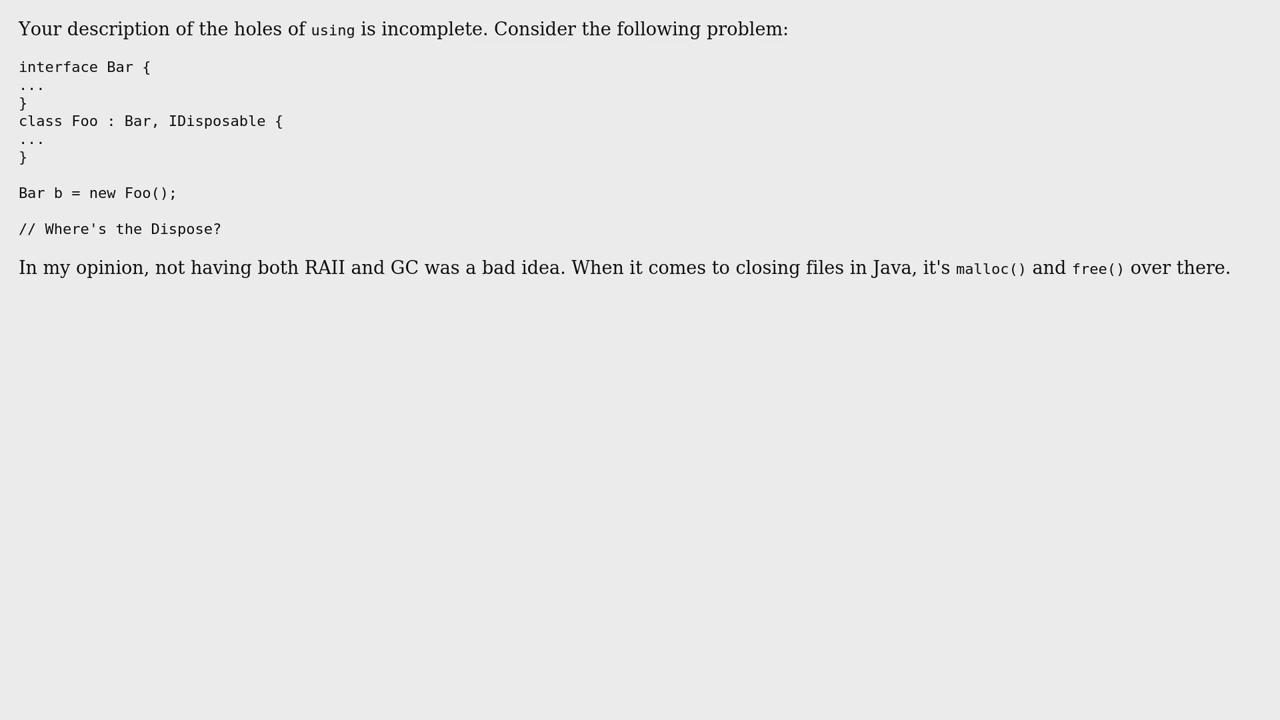 Your description of the holes of using is incomplete. Consider the following problem:
interface Bar {
...
}
class Foo : Bar, IDisposable {
...
}
Bar b = new Foo();
// Where's the Dispose?
In my opinion, not having both RAII and GC was a bad idea. When it comes to closing files in Java, it's malloc() and free() over there.